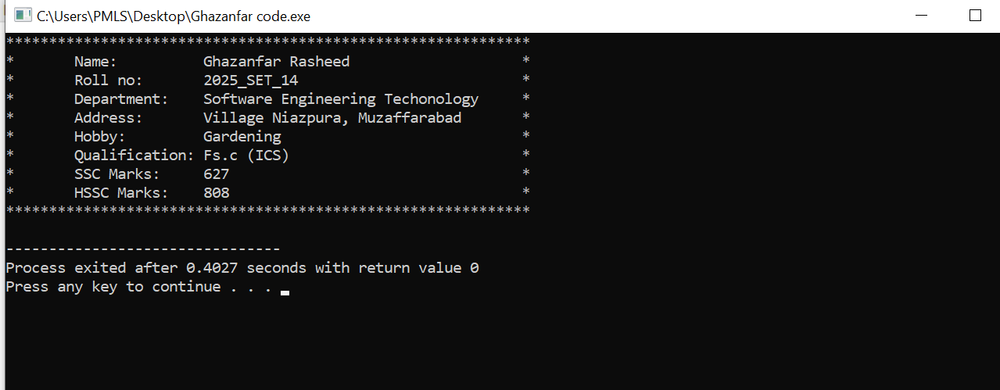 C:\Users\PMLS\Desktop\Ghazanfar code.exe
*************************************************************
*       Name:          Ghazanfar Rasheed                    *
*       Roll no:       2025_SET_14                          *
*       Department:    Software Engineering Techonology     *
*       Address:       Village Niazpura, Muzaffarabad       *
*       Hobby:         Gardening                            *
*       Qualification: Fs.c (ICS)                           *
*       SSC Marks:     627                                  *
*       HSSC Marks:    808                                  *
*************************************************************
--------------------------------
Process exited after 0.4027 seconds with return value 0
Press any key to continue . . .